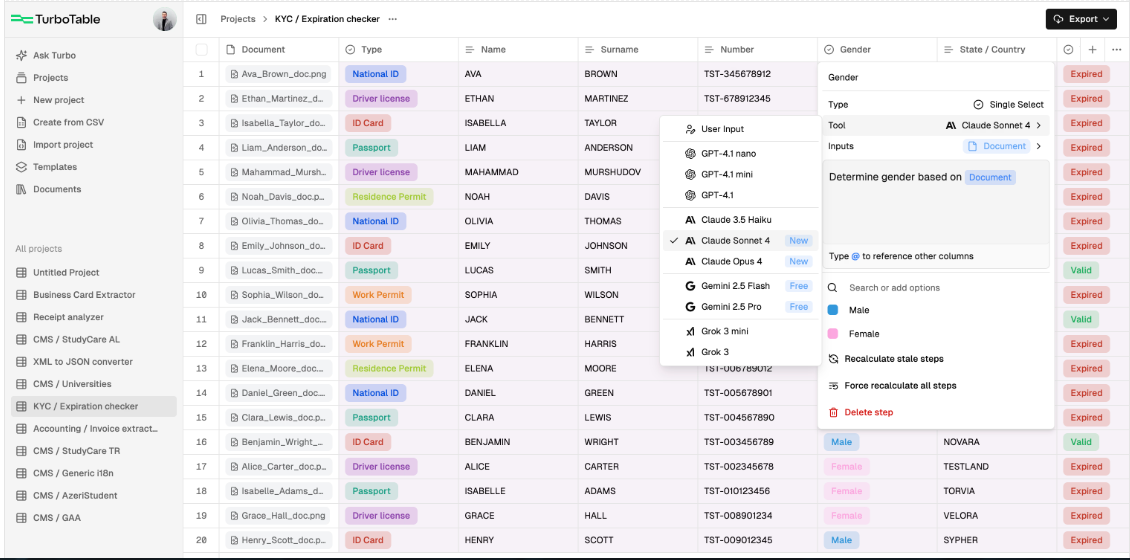 TurboTable
Projects > KYC / Expiration checker ...
Export
Ask Turbo
Projects
New project
Create from CSV
Import project
Templates
Documents
All projects
Untitled Project
Business Card Extractor
Receipt analyzer
CMS / StudyCare AL
XML to JSON converter
CMS / Universities
KYC / Expiration checker
Accounting / Invoice extract...
CMS / StudyCare TR
CMS / Generic i18n
CMS / AzeriStudent
CMS / GAA
Document Type Name Surname Number Gender State / Country
1 Ava_Brown_doc.png National ID AVA BROWN TST-345678912 Expired
2 Ethan_Martinez_d... Driver license ETHAN MARTINEZ TST-678912345 Expired
3 Isabella_Taylor_do... ID Card ISABELLA TAYLOR Expired
4 Liam_Anderson_do... Passport LIAM ANDERSON Expired
5 Mahammad_Mursh... Driver license MAHAMMAD MURSHUDOV Expired
6 Noah_Davis_doc.p... Residence Permit NOAH DAVIS Expired
7 Olivia_Thomas_do... National ID OLIVIA THOMAS Expired
8 Emily_Johnson_do... ID Card EMILY JOHNSON Expired
9 Lucas_Smith_doc.... Passport LUCAS SMITH Valid
10 Sophia_Wilson_do... Work Permit SOPHIA WILSON Expired
11 Jack_Bennett_doc.... National ID JACK BENNETT Valid
12 Franklin_Harris_do... Work Permit FRANKLIN HARRIS Expired
13 Elena_Moore_doc.... Residence Permit ELENA MOORE TST-006789012 Expired
14 Daniel_Green_doc.... National ID DANIEL GREEN TST-005678901 Expired
15 Clara_Lewis_doc.p... Passport CLARA LEWIS TST-004567890 Expired
16 Benjamin_Wright_... ID Card BENJAMIN WRIGHT TST-003456789 Male NOVARA Valid
17 Alice_Carter_doc.p... Driver license ALICE CARTER TST-002345678 Female TESTLAND Expired
18 Isabelle_Adams_d... Passport ISABELLE ADAMS TST-010123456 Female TORVIA Expired
19 Grace_Hall_doc.png Driver license GRACE HALL TST-008901234 Female VELORA Expired
20 Henry_Scott_doc.p... ID Card HENRY SCOTT TST-009012345 Male SYPHER Expired
User Input
GPT-4.1 nano
GPT-4.1 mini
GPT-4.1
Claude 3.5 Haiku
Claude Sonnet 4 New
Claude Opus 4 New
Gemini 2.5 Flash Free
Gemini 2.5 Pro Free
Grok 3 mini
Grok 3
Gender
Type Single Select
Tool Claude Sonnet 4 >
Inputs Document >
Determine gender based on Document
Type @ to reference other columns
Search or add options
Male
Female
Recalculate stale steps
Force recalculate all steps
Delete step